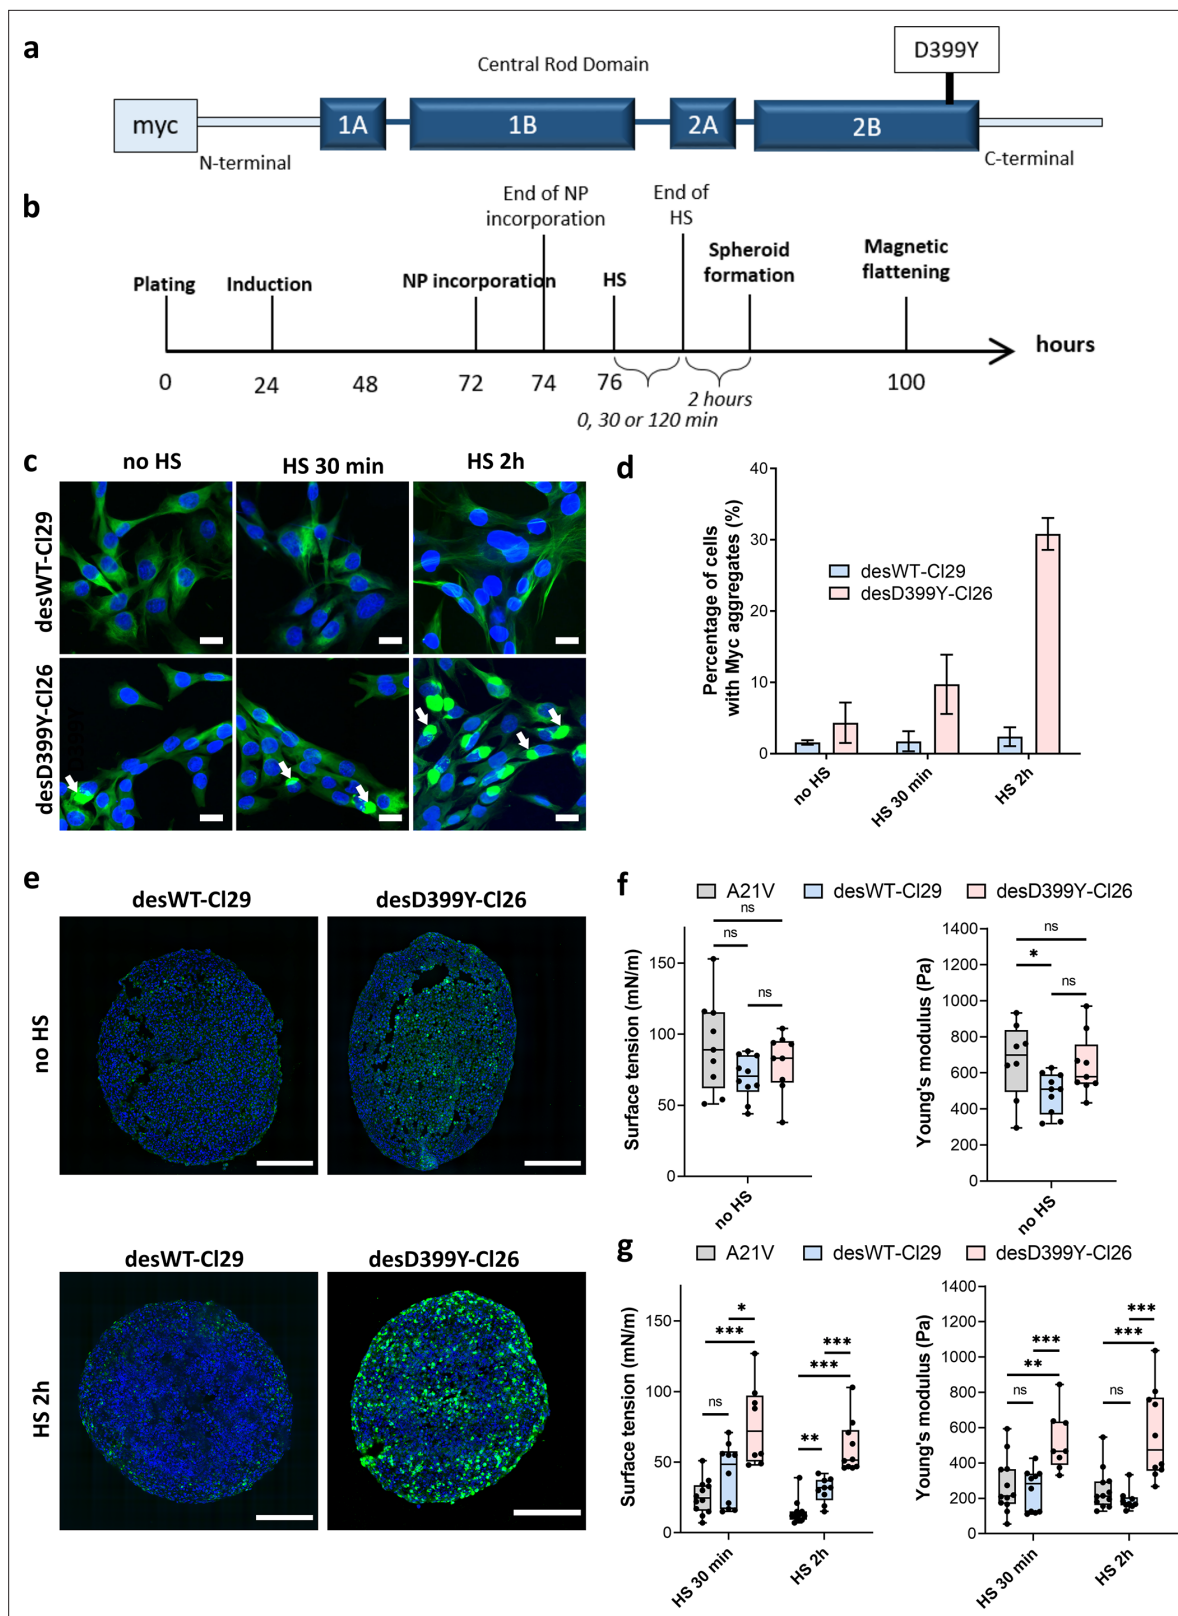 a
D399Y
Central Rod Domain
myc
1A
1B
2A
2B
N-terminal
C-terminal
b
End of NP
incorporation
End of
HS
Plating
Induction
NP incorporation
HS
Spheroid
formation
Magnetic
flattening
hours
0
24
48
72
74
76
100
2 hours
0, 30 or 120 min
c
no HS
HS 30 min
HS 2h
desWT-Cl29
desD399Y-Cl26
d
Percentage of cells
with Myc aggregates (%)
40
30
20
10
0
desWT-Cl29
desD399Y-Cl26
no HS
HS 30 min
HS 2h
e
desWT-Cl29
desD399Y-Cl26
no HS
desWT-Cl29
desD399Y-Cl26
HS 2h
f
A21V
desWT-Cl29
desD399Y-Cl26
Surface tension (mN/m)
150
100
50
0
ns
ns
ns
no HS
Young's modulus (Pa)
1400
1200
1000
800
600
400
200
0
ns
*
ns
no HS
g
A21V
desWT-Cl29
desD399Y-Cl26
Surface tension (mN/m)
150
100
50
0
*
***
ns
***
***
**
HS 30 min
HS 2h
Young's modulus (Pa)
1400
1200
1000
800
600
400
200
0
***
**
ns
***
***
ns
HS 30 min
HS 2h